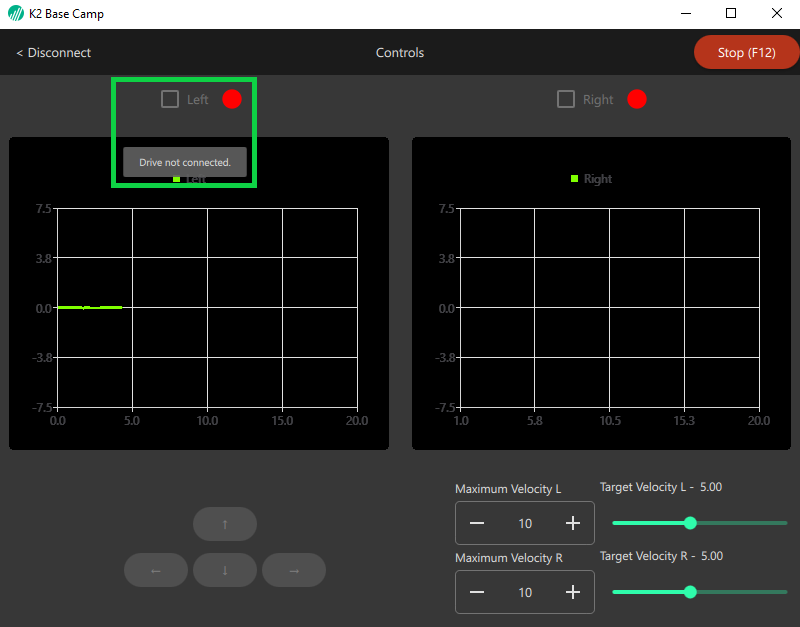 K2 Base Camp
< Disconnect
Controls
Stop (F12)
Left
Right
Drive not connected.
Left
Right
7.5
3.8
0.0
-3.8
-7.5
0.0 5.0 10.0 15.0 20.0
7.5
3.8
0.0
-3.8
-7.5
1.0 5.8 10.5 15.3 20.0
Maximum Velocity L
Target Velocity L - 5.00
10
Maximum Velocity R
Target Velocity R - 5.00
10